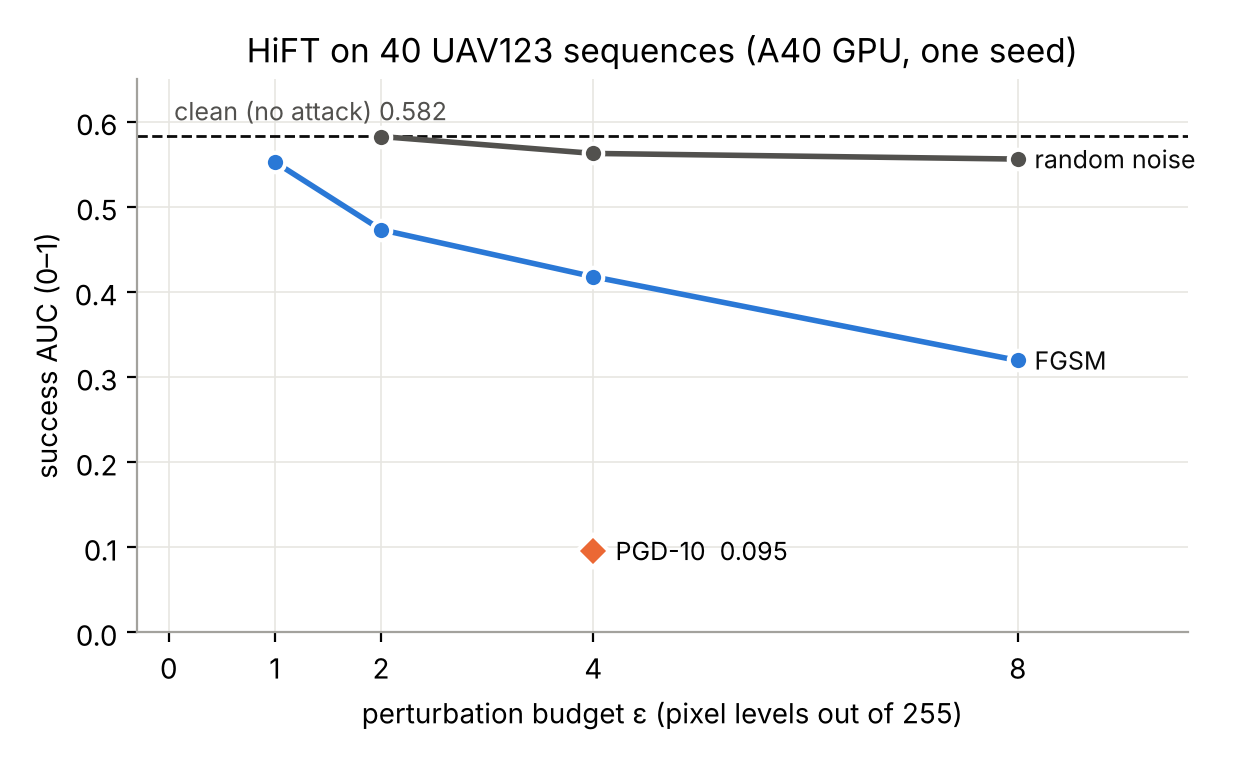 HiFT on 40 UAV123 sequences (A40 GPU, one seed)
clean (no attack) 0.582
random noise
FGSM
PGD-10 0.095
success AUC (0–1)
0.6
0.5
0.4
0.3
0.2
0.1
0.0
0 1 2 4 8
perturbation budget ε (pixel levels out of 255)